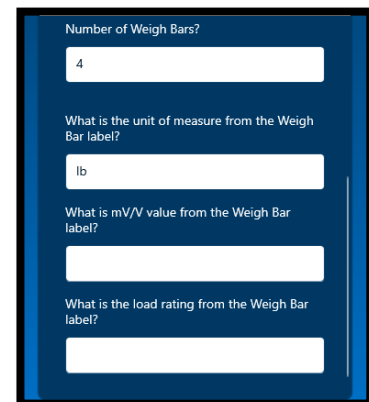 Number of Weigh Bars?
4
What is the unit of measure from the Weigh
Bar label?
lb
What is mV/V value from the Weigh Bar
label?
What is the load rating from the Weigh Bar
label?